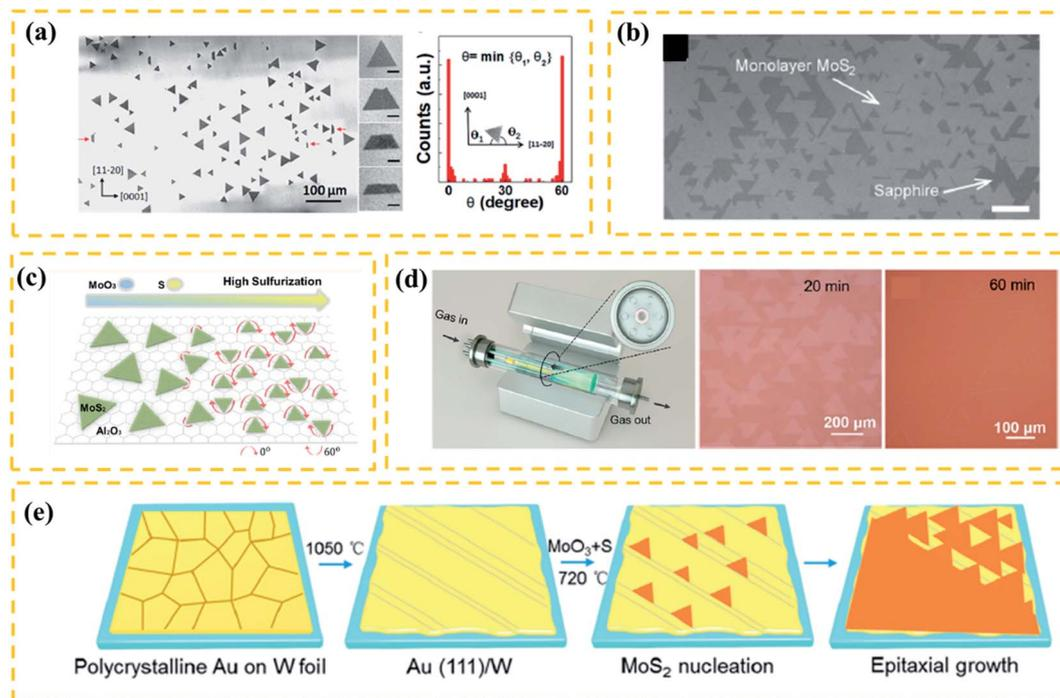 (a)
[11-20]
[0001]
100 μm
Counts (a.u.)
θ= min {θ₁, θ₂}
[0001]
θ₁
θ₂
[11-20]
0
30
60
θ (degree)
(b)
Monolayer MoS₂
Sapphire
(c)
MoO₃
S
High Sulfurization
MoS₂
Al₂O₃
0°
60°
(d)
Gas in
Gas out
20 min
200 μm
60 min
100 μm
(e)
1050 ℃
MoO₃+S
720 ℃
Polycrystalline Au on W foil
Au (111)/W
MoS₂ nucleation
Epitaxial growth